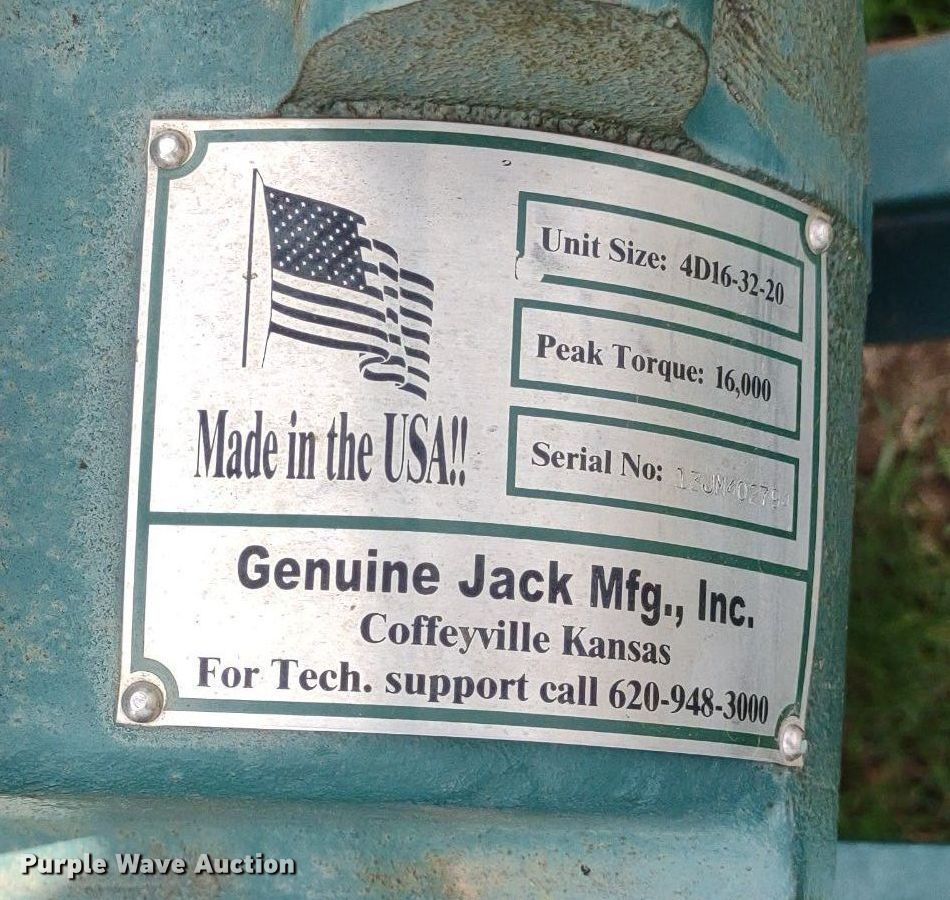 Unit Size: 4D16-32-20
Peak Torque: 16,000
Serial No:
Made in the USA!!
Genuine Jack Mfg., Inc.
Coffeyville Kansas
For Tech. support call 620-948-3000
Purple Wave Auction